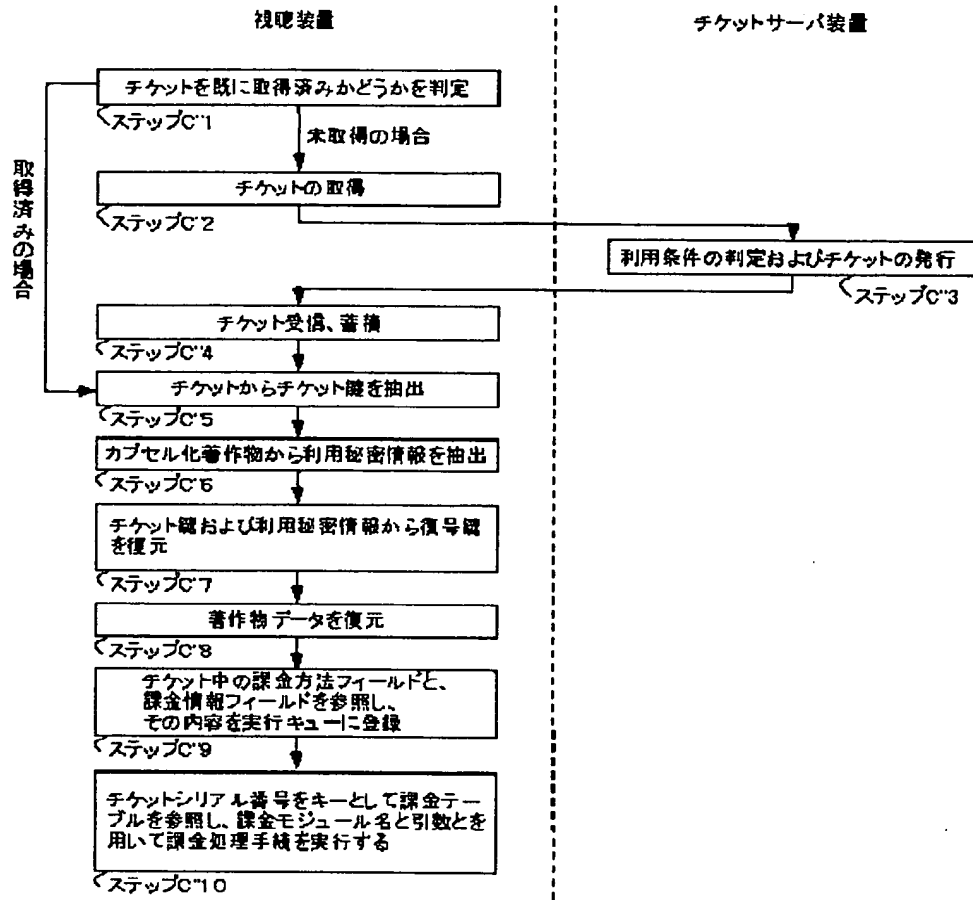 視聴装置
チケットサーバ装置
チケットを既に取得済みかどうかを判定
ステップC''1
未取得の場合
取得済みの場合
チケットの取得
ステップC''2
利用条件の判定およびチケットの発行
ステップC''3
チケット受信、蓄積
ステップC''4
チケットからチケット鍵を抽出
ステップC''5
カプセル化著作物から利用秘密情報を抽出
ステップC''6
チケット鍵および利用秘密情報から復号鍵
を復元
ステップC''7
著作物データを復元
ステップC''8
チケット中の課金方法フィールドと、
課金情報フィールドを参照し、
その内容を実行キューに登録
ステップC''9
チケットシリアル番号をキーとして課金テー
ブルを参照し、課金モジュール名と引数とを
用いて課金処理手続を実行する
ステップC''10